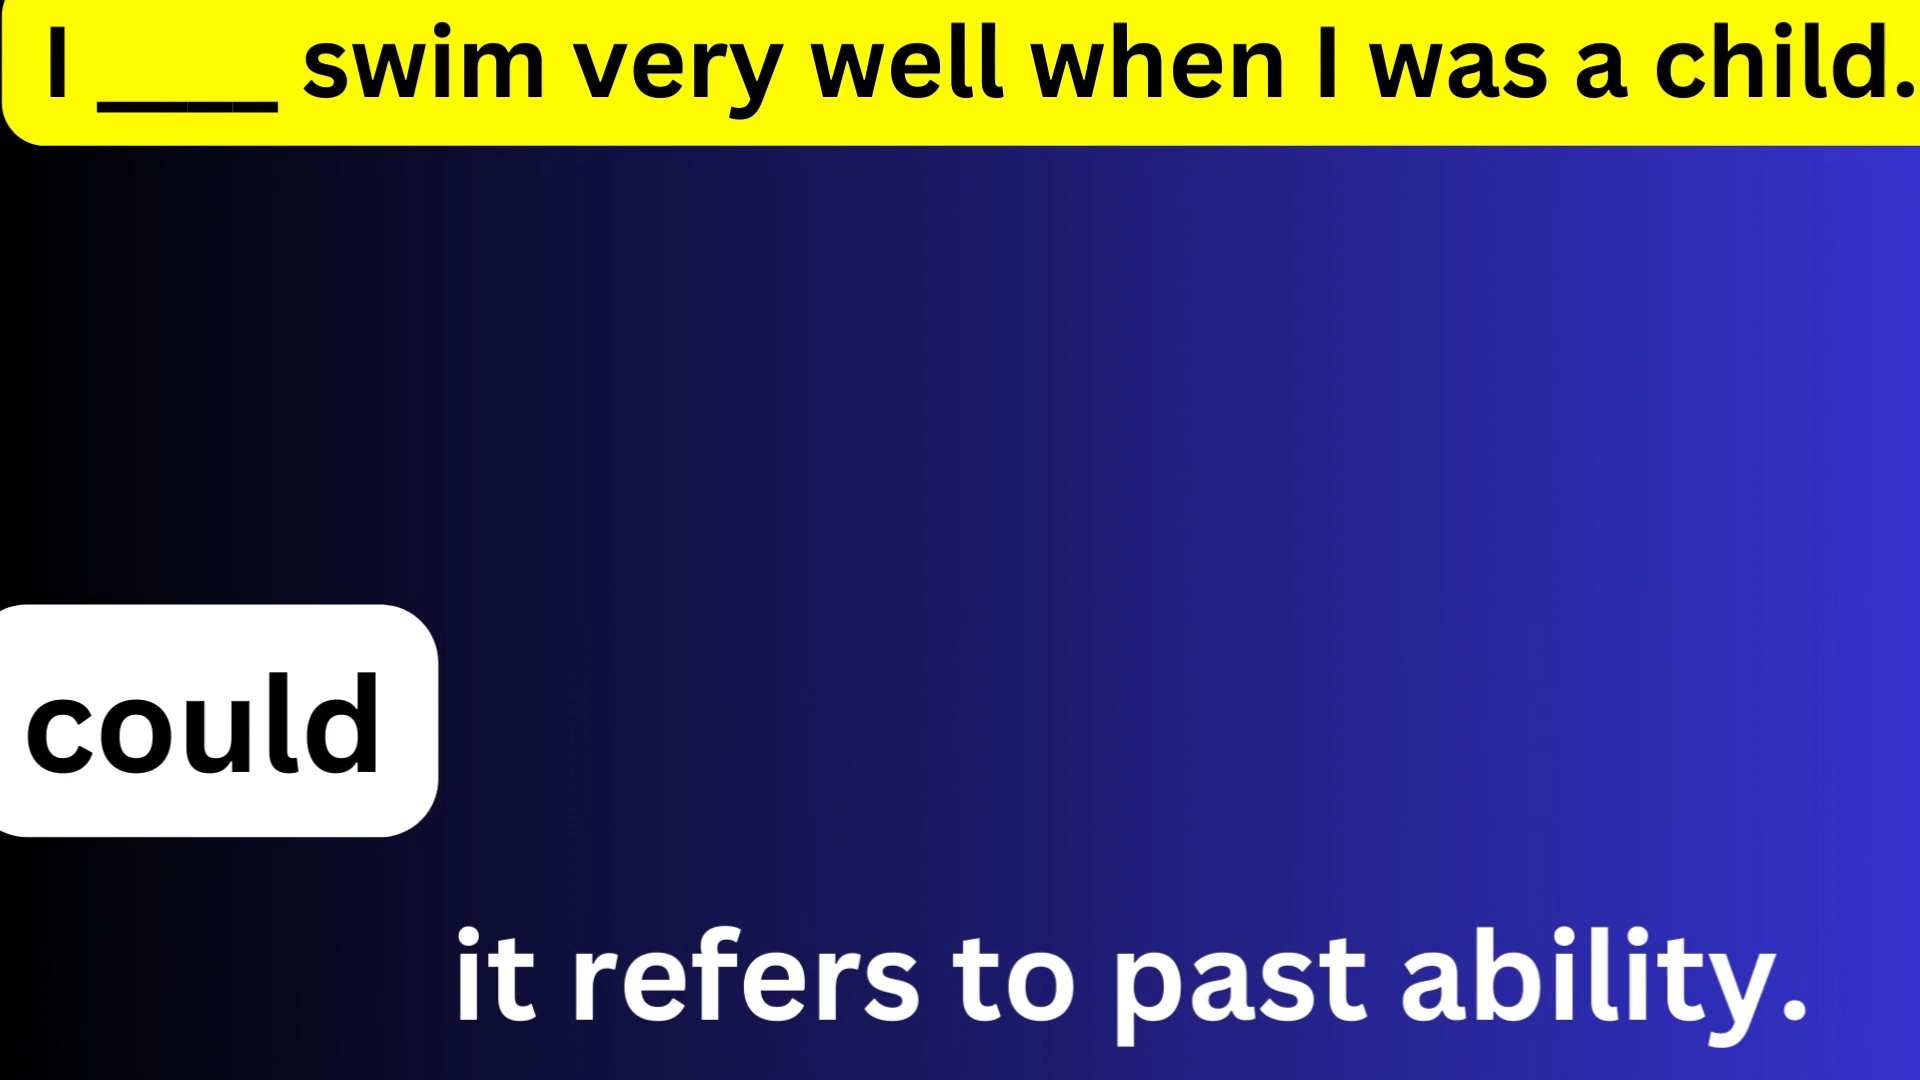 I ____ swim very well when I was a child.
could
it refers to past ability.